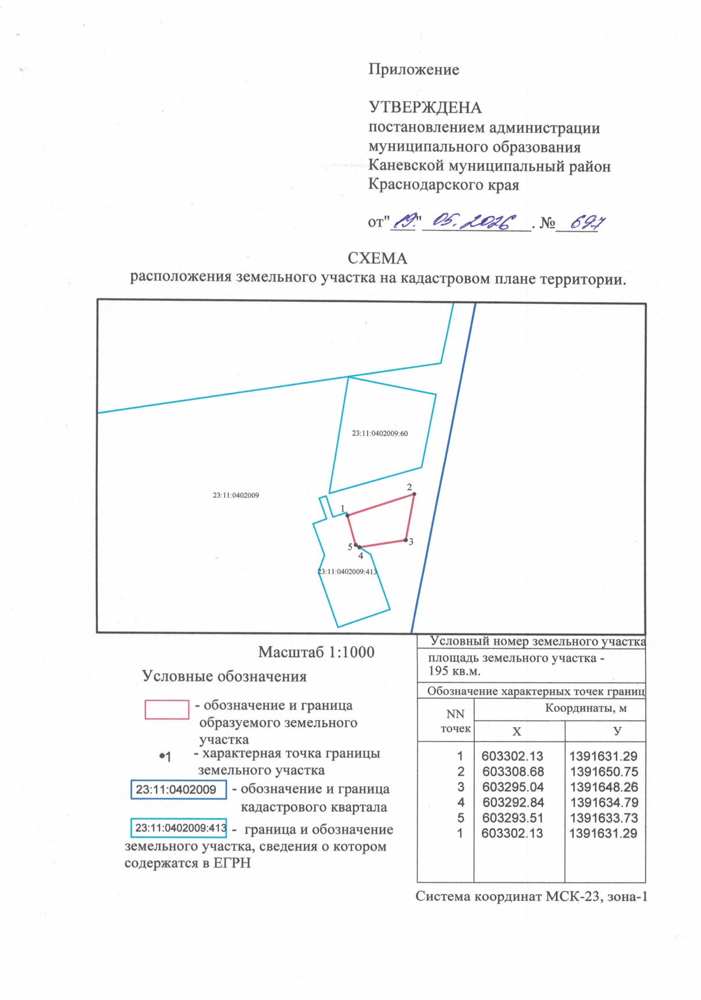 Приложение
УТВЕРЖДЕНА
постановлением администрации
муниципального образования
Каневской муниципальный район
Краснодарского края
от"19." 05.2026. № 697
СХЕМА
расположения земельного участка на кадастровом плане территории.
23:11:0402009:60
23:11:0402009
2
1
3
5
4
23:11:0402009:413
Масштаб 1:1000
Условные обозначения
- обозначение и граница
образуемого земельного
участка
1 - характерная точка границы
земельного участка
23:11:0402009 - обозначение и граница
кадастрового квартала
23:11:0402009:413 - граница и обозначение
земельного участка, сведения о котором
содержатся в ЕГРН
Условный номер земельного участка
площадь земельного участка -
195 кв.м.
Обозначение характерных точек границ
NN
точек
Координаты, м
Х У
1 603302.13 1391631.29
2 603308.68 1391650.75
3 603295.04 1391648.26
4 603292.84 1391634.79
5 603293.51 1391633.73
1 603302.13 1391631.29
Система координат МСК-23, зона-1